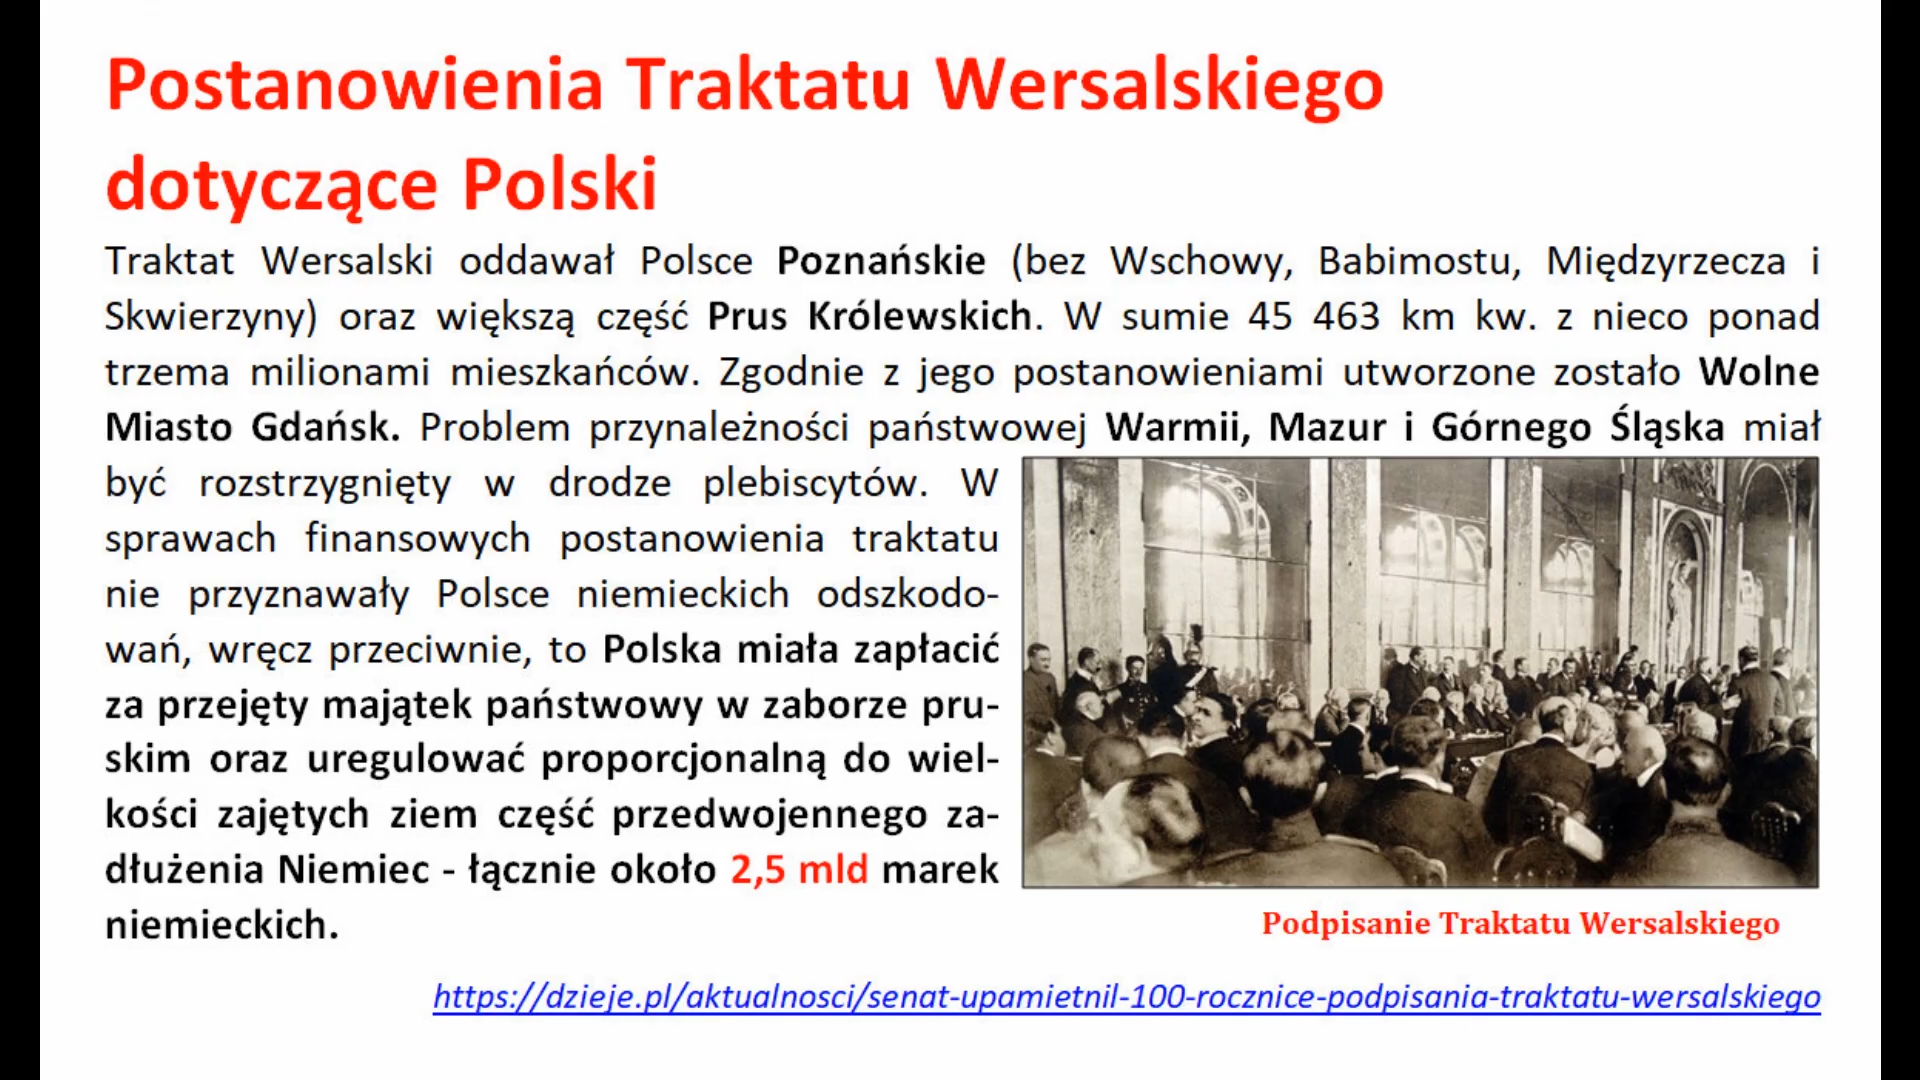 Postanowienia Traktatu Wersalskiego
dotyczące Polski
Traktat Wersalski oddawał Polsce Poznańskie (bez Wschowy, Babimostu, Międzyrzecza i
Skwierzyny) oraz większą część Prus Królewskich. W sumie 45 463 km kw. z nieco ponad
trzema milionami mieszkańców. Zgodnie z jego postanowieniami utworzone zostało Wolne
Miasto Gdańsk. Problem przynależności państwowej Warmii, Mazur i Górnego Śląska miał
być rozstrzygnięty w drodze plebiscytów. W
sprawach finansowych postanowienia traktatu
nie przyznawały Polsce niemieckich odszkodo-
wań, wręcz przeciwnie, to Polska miała zapłacić
za przejęty majątek państwowy w zaborze pru-
skim oraz uregulować proporcjonalną do wiel-
kości zajętych ziem część przedwojennego za-
dłużenia Niemiec - łącznie około 2,5 mld marek
niemieckich.
Podpisanie Traktatu Wersalskiego
https://dzieje.pl/aktualnosci/senat-upamietnil-100-rocznice-podpisania-traktatu-wersalskiego